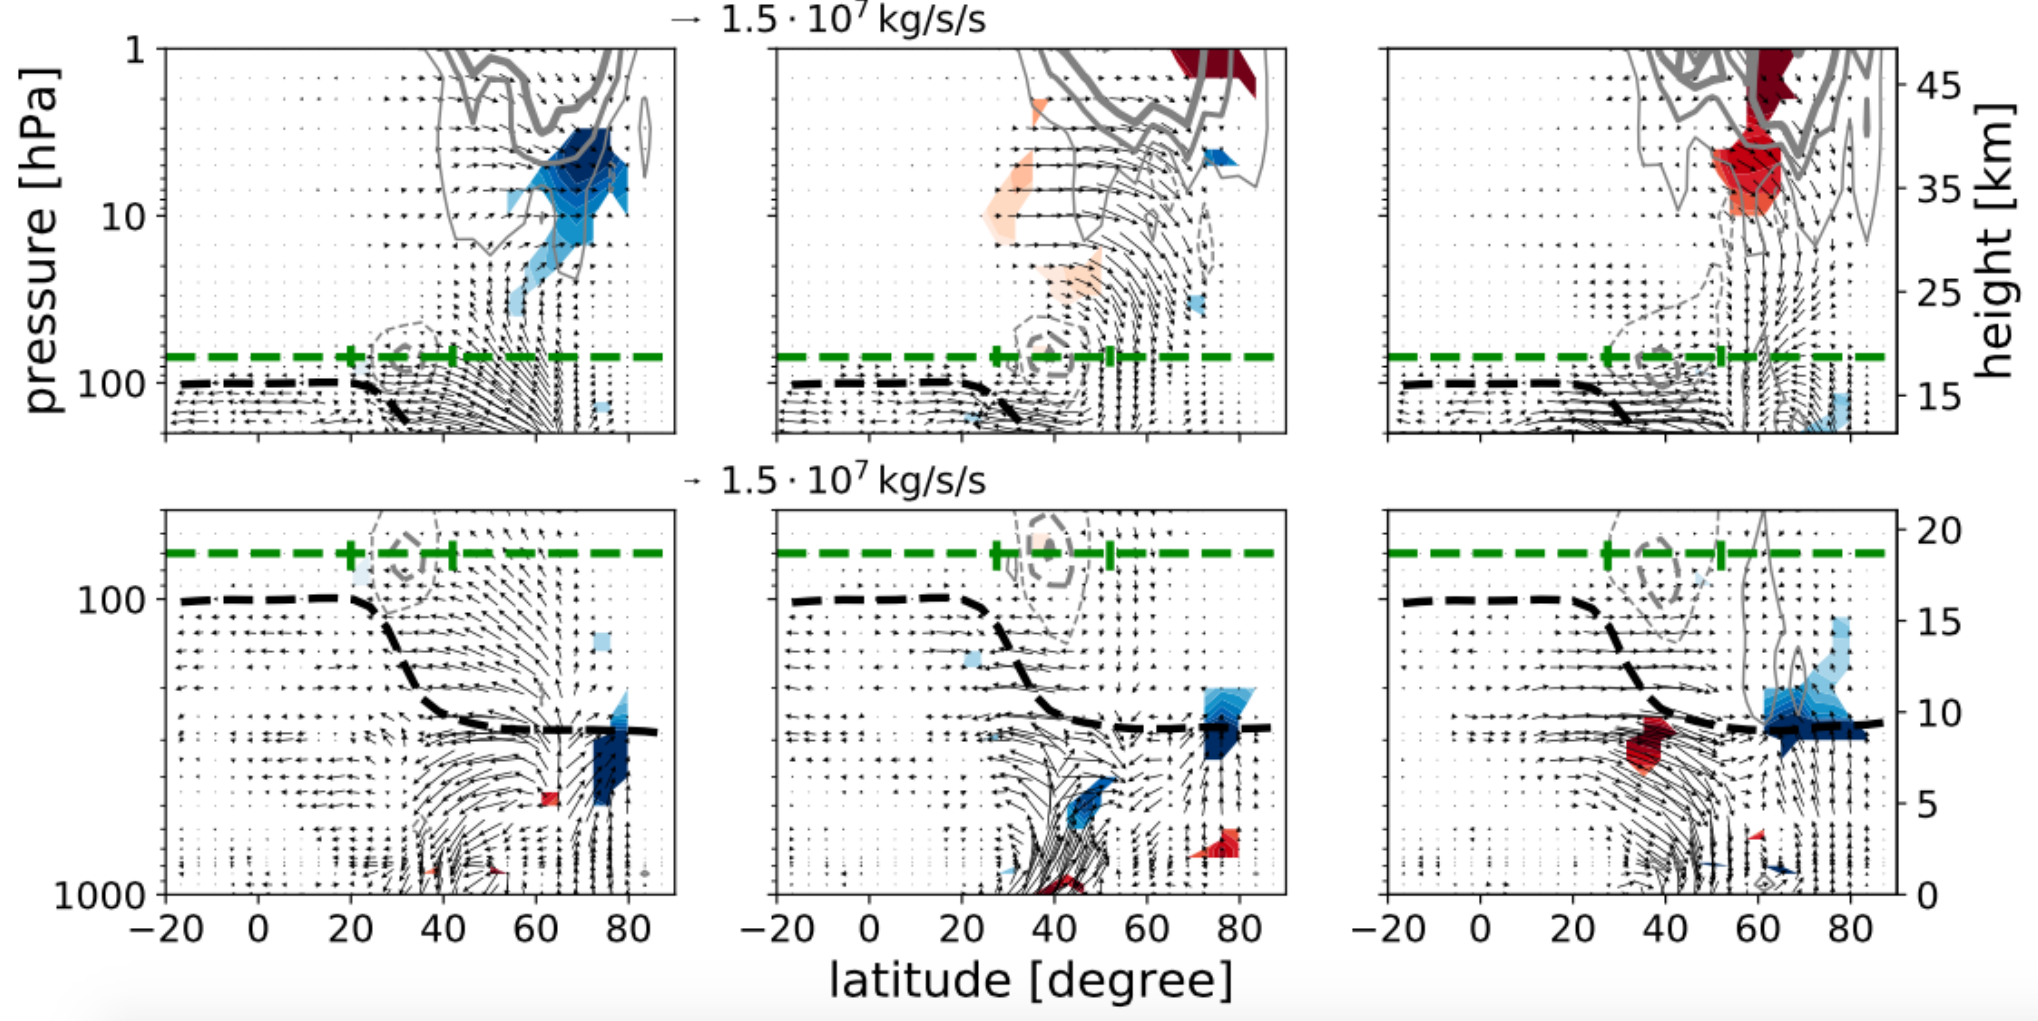 → 1.5 · 10⁷ kg/s/s
1
10
100
pressure [hPa]
45
35
25
15
height [km]
→ 1.5 · 10⁷ kg/s/s
100
1000
20
15
10
5
0
−20 0 20 40 60 80 −20 0 20 40 60 80 −20 0 20 40 60 80
latitude [degree]